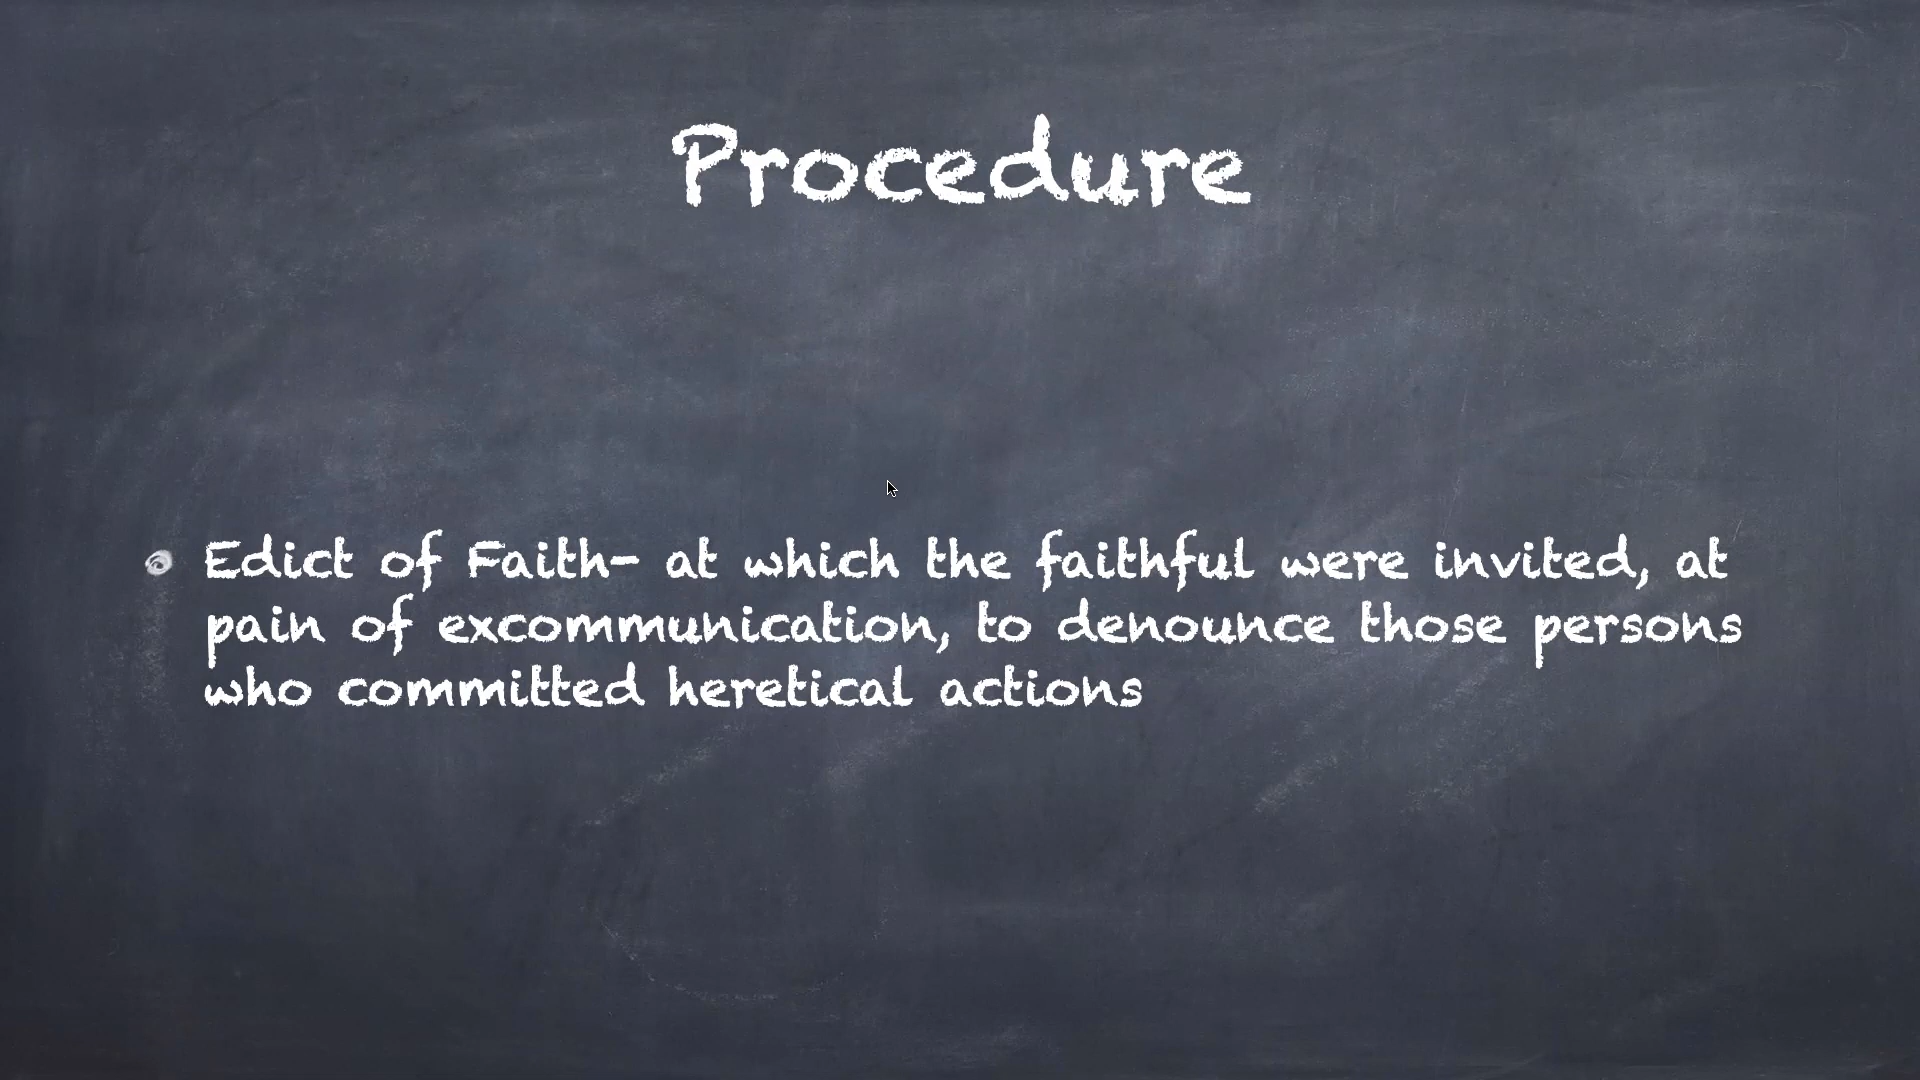 Procedure
Edict of Faith- at which the faithful were invited, at
pain of excommunication, to denounce those persons
who committed heretical actions